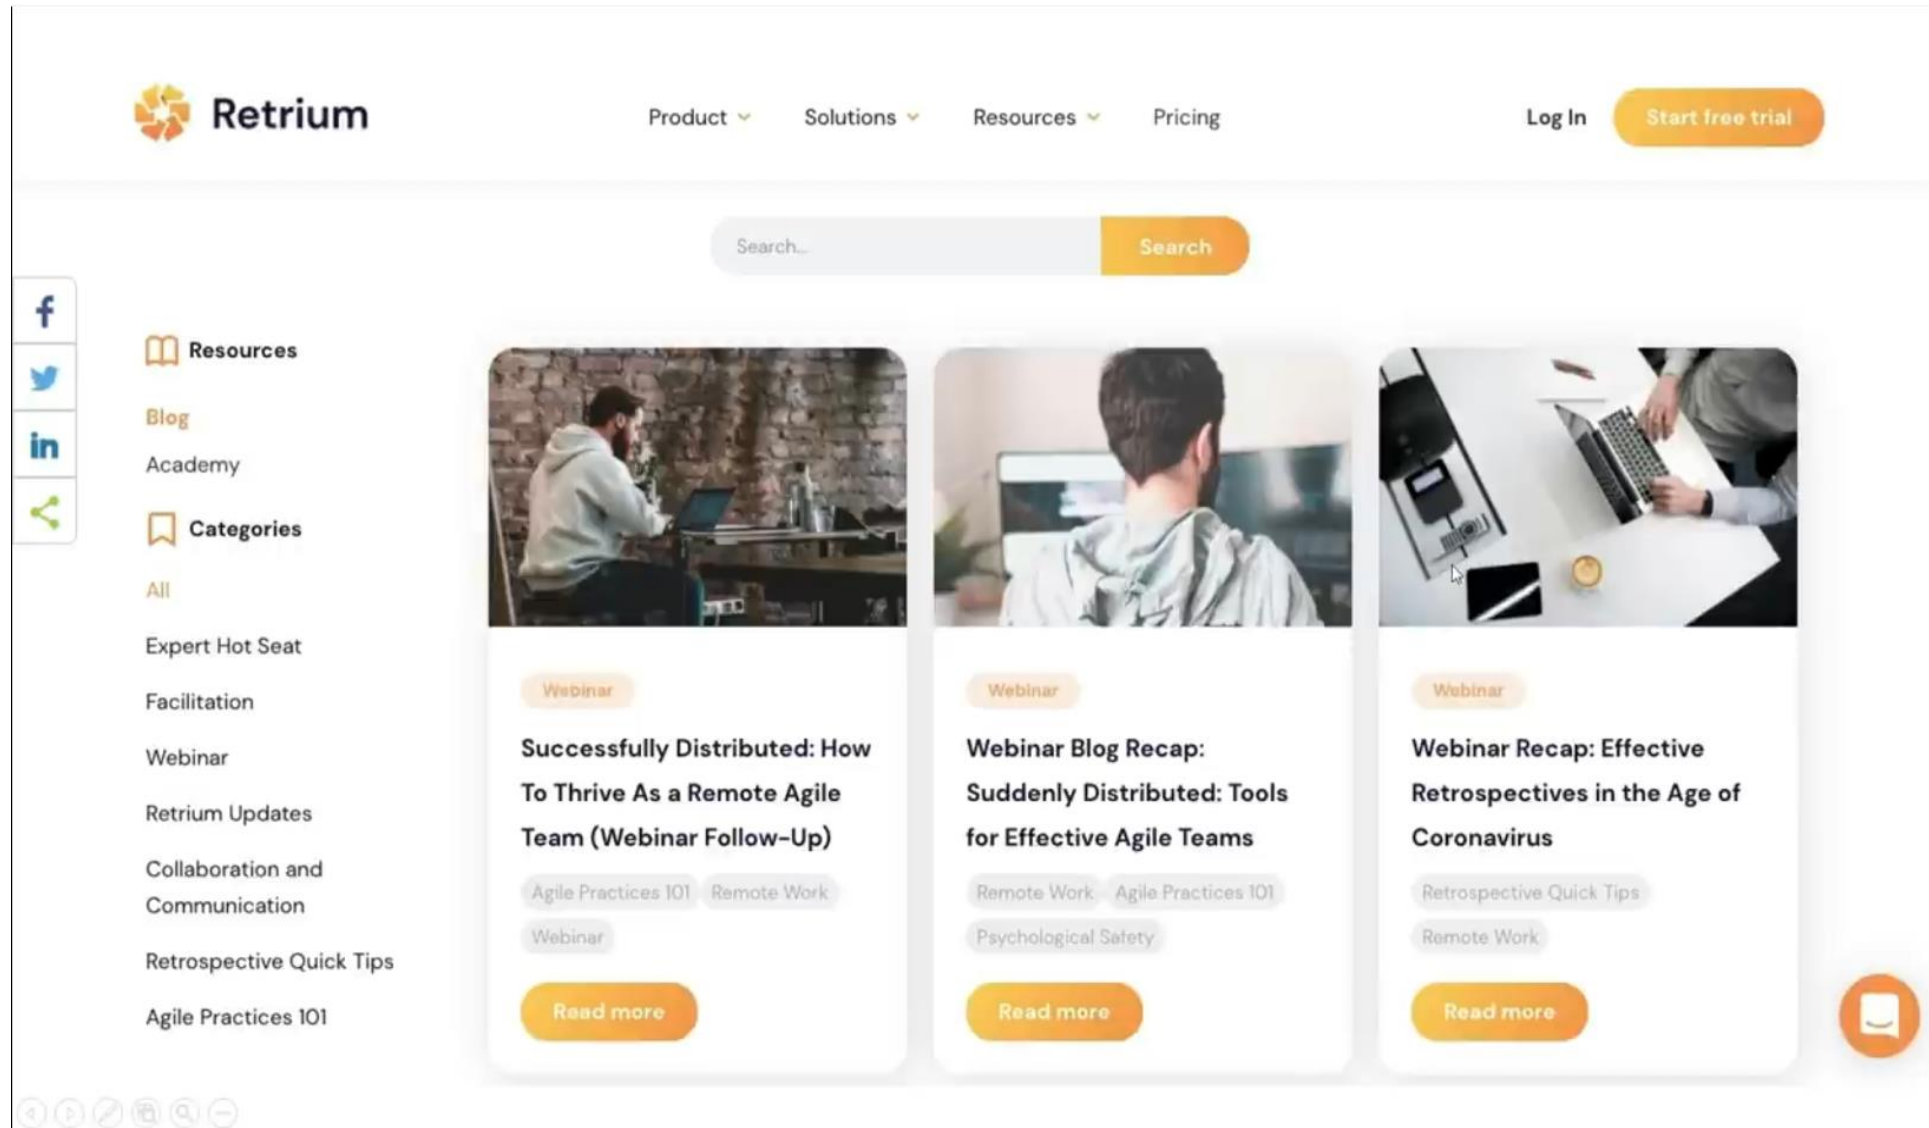 Retrium
Product
Solutions
Resources
Pricing
Log In
Start free trial
Search...
Search
Resources
Blog
Academy
Categories
All
Expert Hot Seat
Facilitation
Webinar
Retrium Updates
Collaboration and
Communication
Retrospective Quick Tips
Agile Practices 101
Webinar
Successfully Distributed: How
To Thrive As a Remote Agile
Team (Webinar Follow-Up)
Agile Practices 101 Remote Work
Webinar
Read more
Webinar
Webinar Blog Recap:
Suddenly Distributed: Tools
for Effective Agile Teams
Remote Work Agile Practices 101
Psychological Safety
Read more
Webinar
Webinar Recap: Effective
Retrospectives in the Age of
Coronavirus
Retrospective Quick Tips
Remote Work
Read more